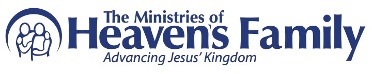 The Ministries of
Heaven's Family
Advancing Jesus' Kingdom